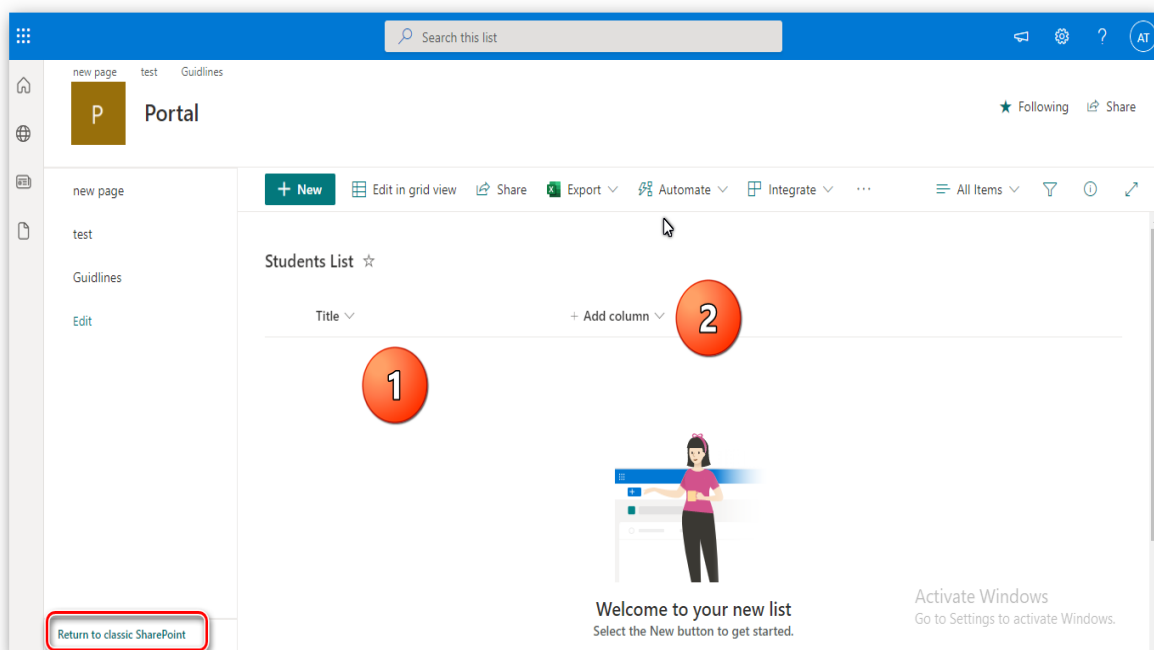 Search this list
AT
new page test Guidlines
P
Portal
Following Share
new page
test
Guidlines
Edit
+ New Edit in grid view Share Export Automate Integrate ... All Items
Students List
Title + Add column
2
1
Welcome to your new list
Select the New button to get started.
Activate Windows
Go to Settings to activate Windows.
Return to classic SharePoint